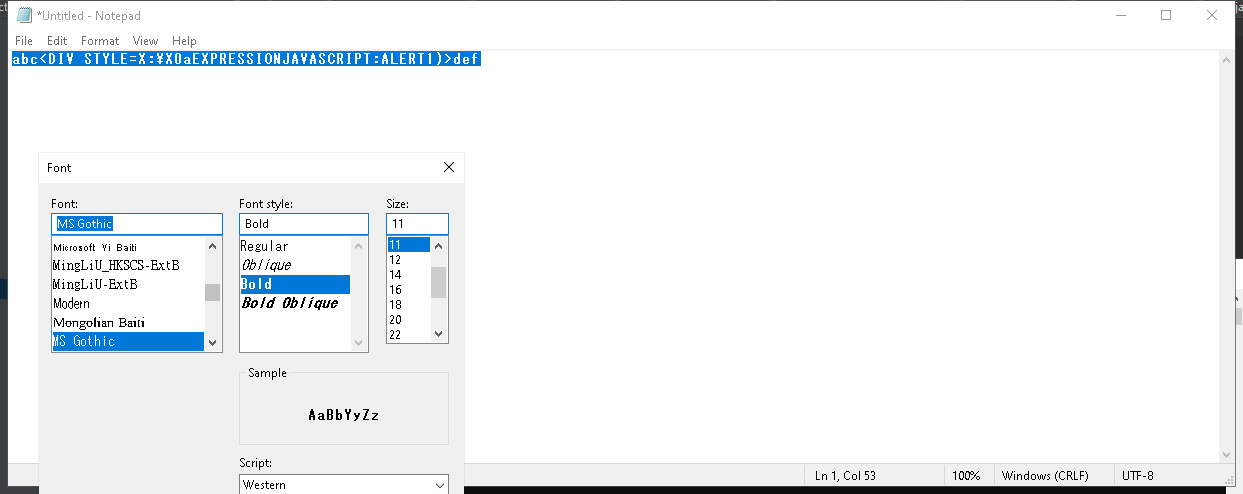 *Untitled - Notepad
File Edit Format View Help
abc<DIV STYLE=X:¥X0aEXPRESSIONJAVASCRIPT:ALERT1)>def
Font
Font: Font style: Size:
MS Gothic Bold 11
Microsoft Yi Baiti Regular 11
MingLiU_HKSCS-ExtB Oblique 12
MingLiU-ExtB Bold 14
Modern Bold Oblique 16
Mongolian Baiti 18
MS Gothic 20
22
Sample
AaBbYyZz
Script:
Western
Ln 1, Col 53 100% Windows (CRLF) UTF-8